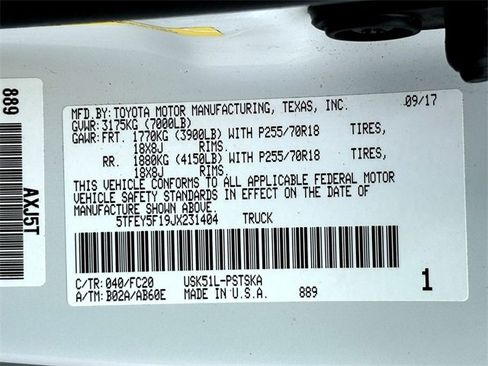 MFD.BY: TOYOTA MOTOR MANUFACTURING, TEXAS, INC. 09/17
GVWR: 3175KG (7000LB)
GAWR: FRT. 1770KG (3900LB) WITH P255/70R18 TIRES,
18X8J RIMS.
RR. 1880KG (4150LB) WITH P255/70R18 TIRES,
18X8J RIMS.
THIS VEHICLE CONFORMS TO ALL APPLICABLE FEDERAL MOTOR
VEHICLE SAFETY STANDARDS IN EFFECT ON THE DATE OF
MANUFACTURE SHOWN ABOVE
5TFEY5F19JX231404 TRUCK
C/TR: 040/FC20 USK51L-PSTSKA
A/TM: B02A/AB60E MADE IN U.S.A. 889 1
889
AXJ5T